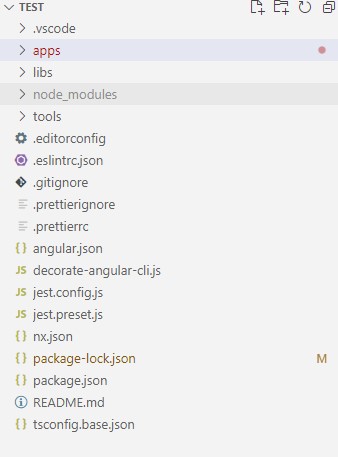 TEST
.vscode
apps
libs
node_modules
tools
.editorconfig
.eslintrc.json
.gitignore
.prettierignore
.prettierrc
{ } angular.json
JS decorate-angular-cli.js
JS jest.config.js
JS jest.preset.js
{ } nx.json
{ } package-lock.json M
{ } package.json
README.md
{ } tsconfig.base.json